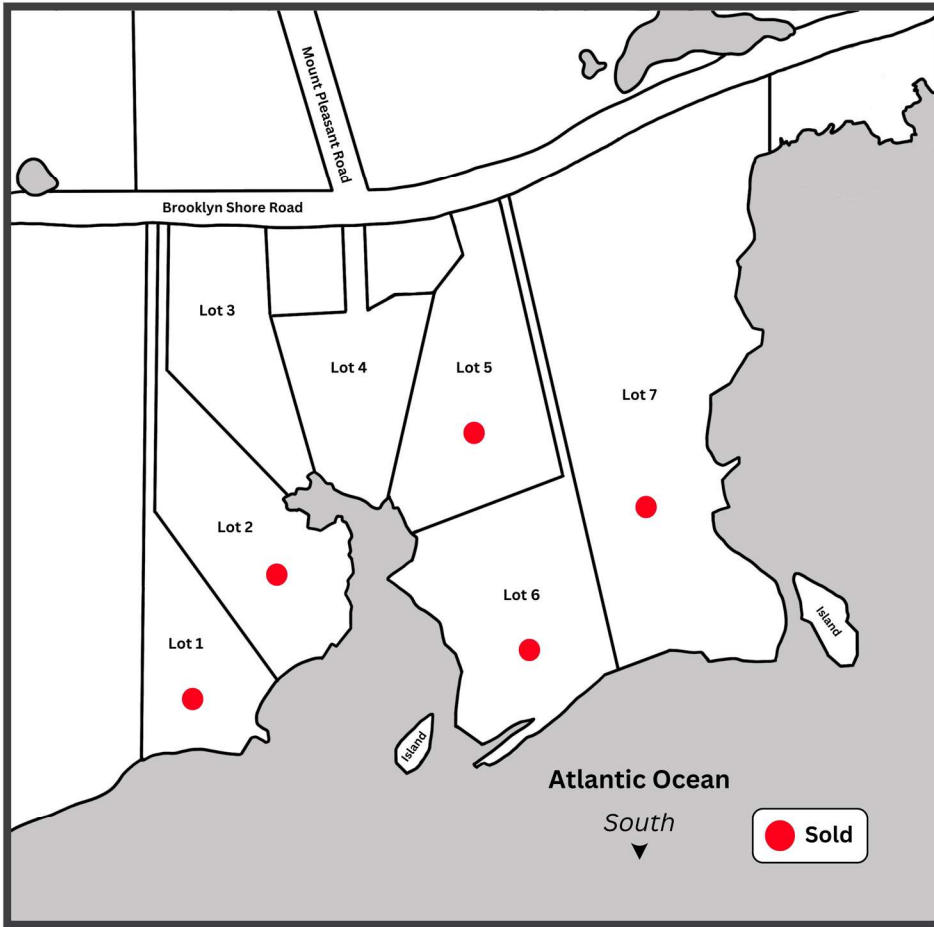 Mount Pleasant Road
Brooklyn Shore Road
Lot 3
Lot 4
Lot 5
Lot 7
Lot 2
Lot 6
Lot 1
Island
Island
Atlantic Ocean
South
Sold